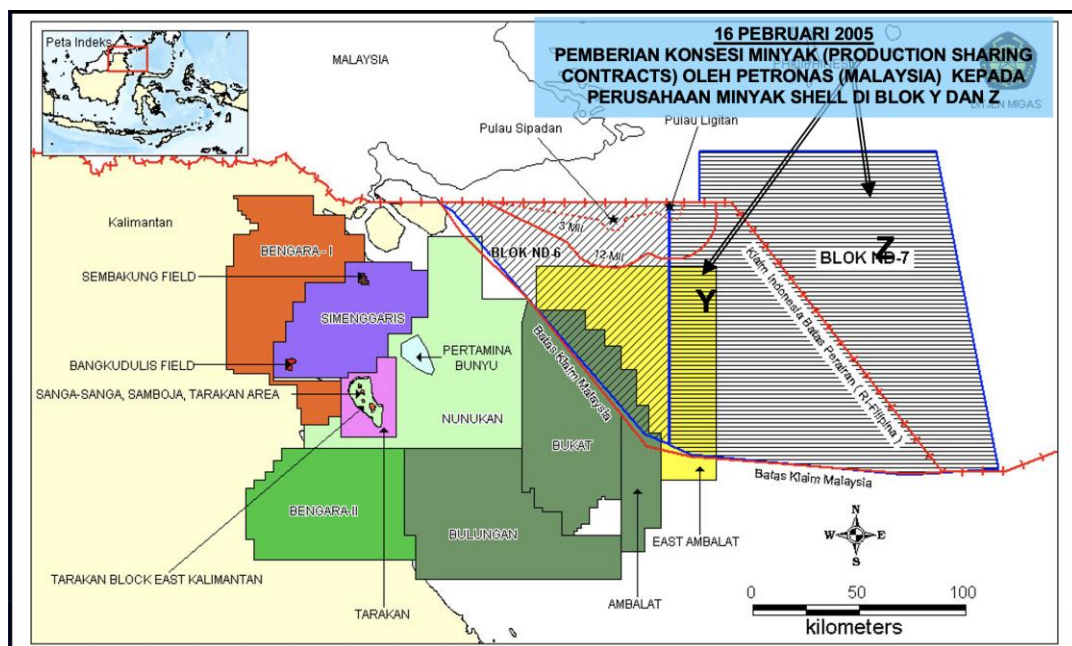 Peta Indeks
16 PEBRUARI 2005
PEMBERIAN KONSESI MINYAK (PRODUCTION SHARING
CONTRACTS) OLEH PETRONAS (MALAYSIA) KEPADA
PERUSAHAAN MINYAK SHELL DI BLOK Y DAN Z
MALAYSIA
DITJEN MIGAS
Pulau Sipadan
Pulau Ligitan
Kalimantan
BENGARA - I
SEMBAKUNG FIELD
SIMENGGARIS
BANGKUDULIS FIELD
SANGA-SANGA, SAMBOJA, TARAKAN AREA
PERTAMINA
BUNYU
NUNUKAN
3 Mil
12 Mil
BLOK ND-6
Y
Z
BLOK ND-7
Klaim Indonesia Batas Perairan ( RI-Filipina )
Batas Klaim Malaysia
BUKAT
Batas Klaim Malaysia
BENGARA-II
BULUNGAN
EAST AMBALAT
TARAKAN BLOCK EAST KALIMANTAN
TARAKAN
AMBALAT
N
W E
S
0 50 100
kilometers